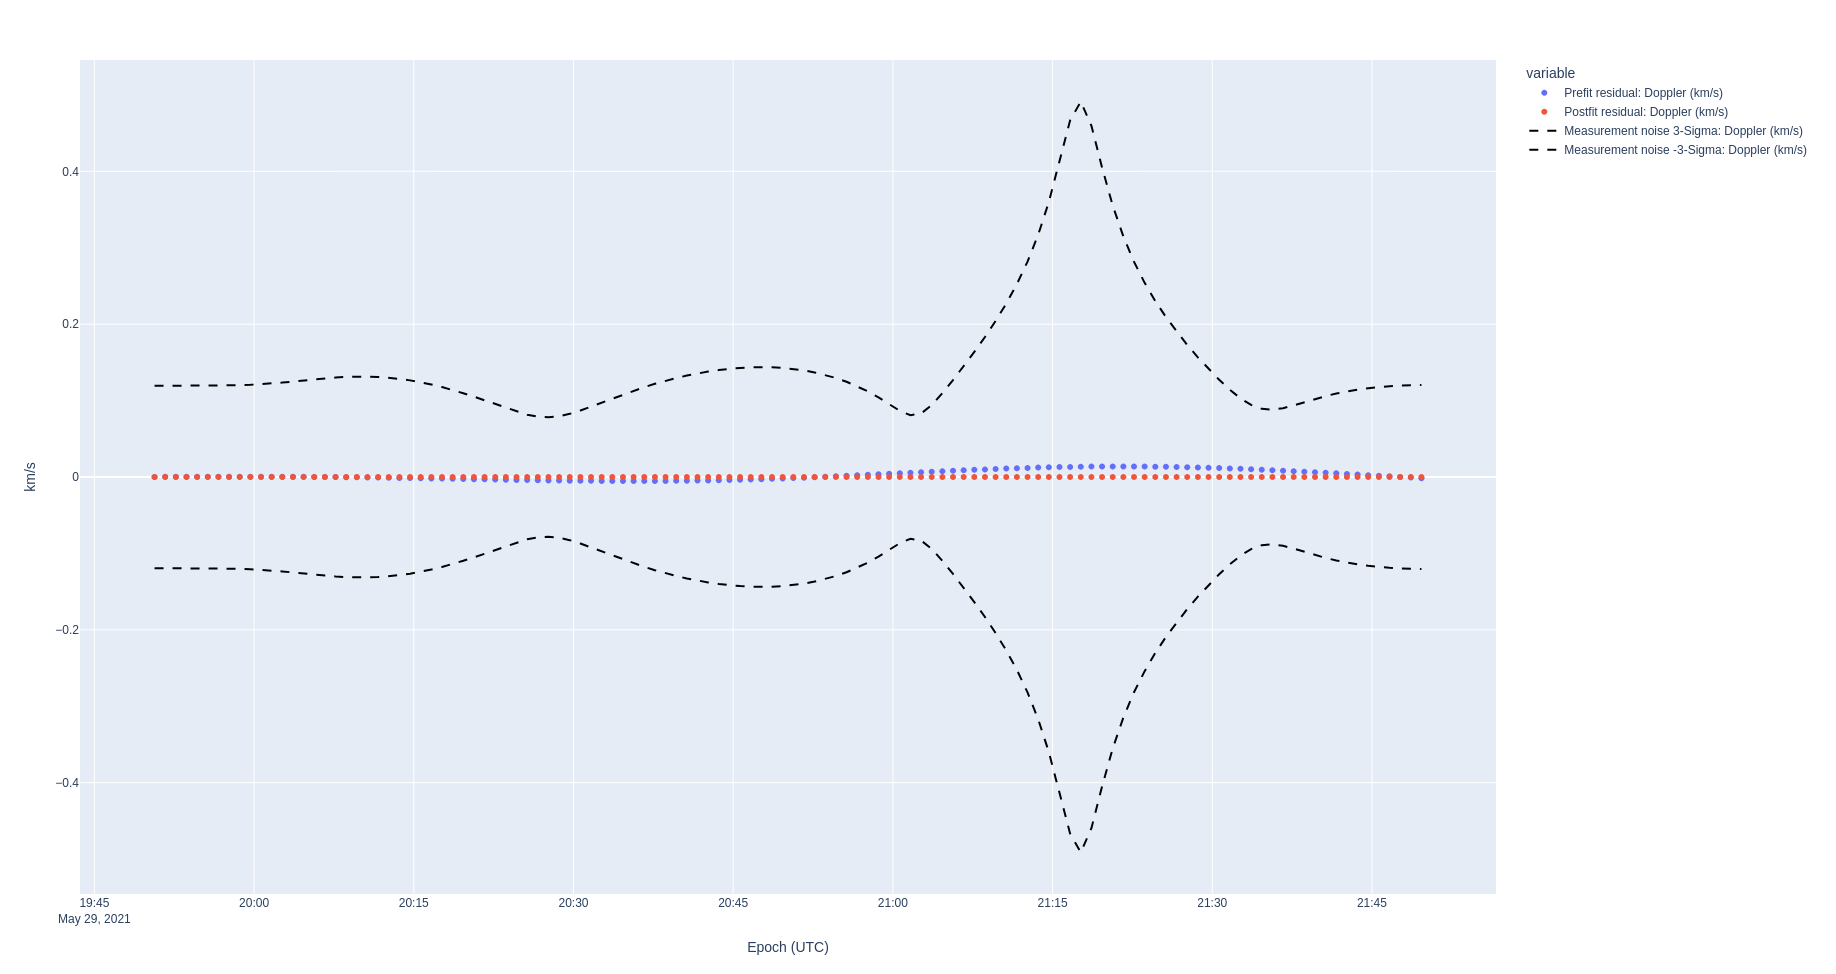 variable
Prefit residual: Doppler (km/s)
Postfit residual: Doppler (km/s)
Measurement noise 3-Sigma: Doppler (km/s)
Measurement noise -3-Sigma: Doppler (km/s)
km/s
0.4
0.2
0
−0.2
−0.4
19:45 20:00 20:15 20:30 20:45 21:00 21:15 21:30 21:45
May 29, 2021
Epoch (UTC)